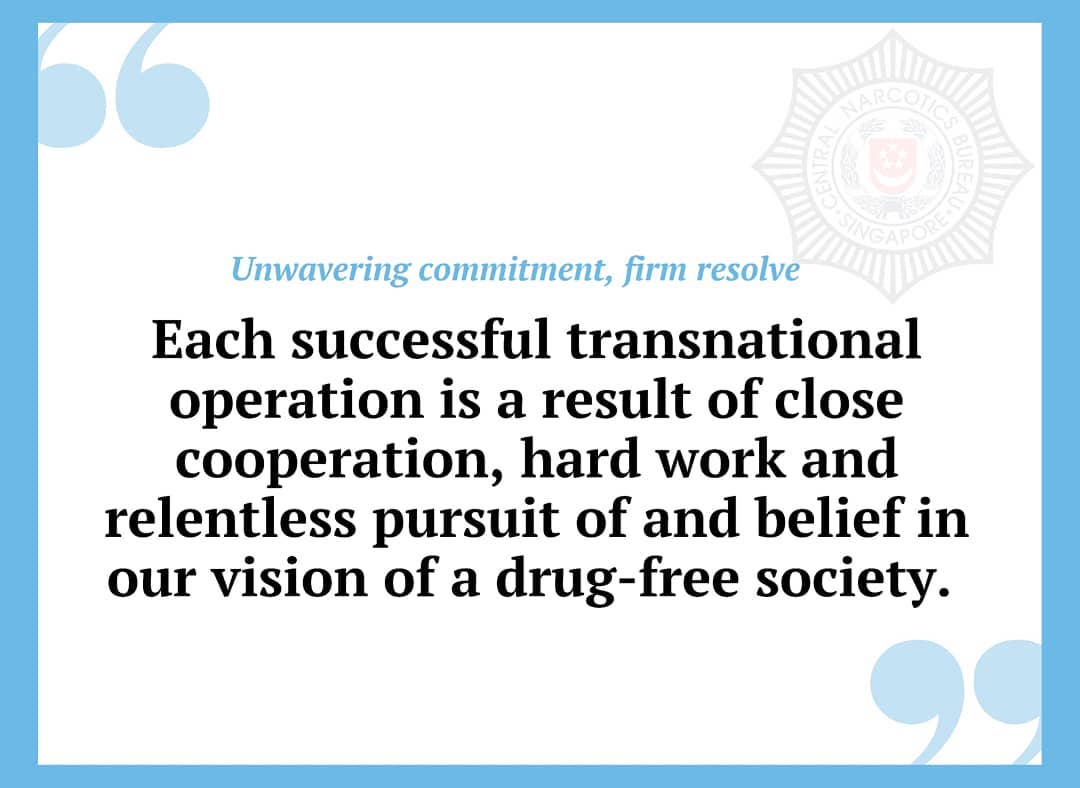 CENTRAL NARCOTICS BUREAU
SINGAPORE
Unwavering commitment, firm resolve
Each successful transnational
operation is a result of close
cooperation, hard work and
relentless pursuit of and belief in
our vision of a drug-free society.